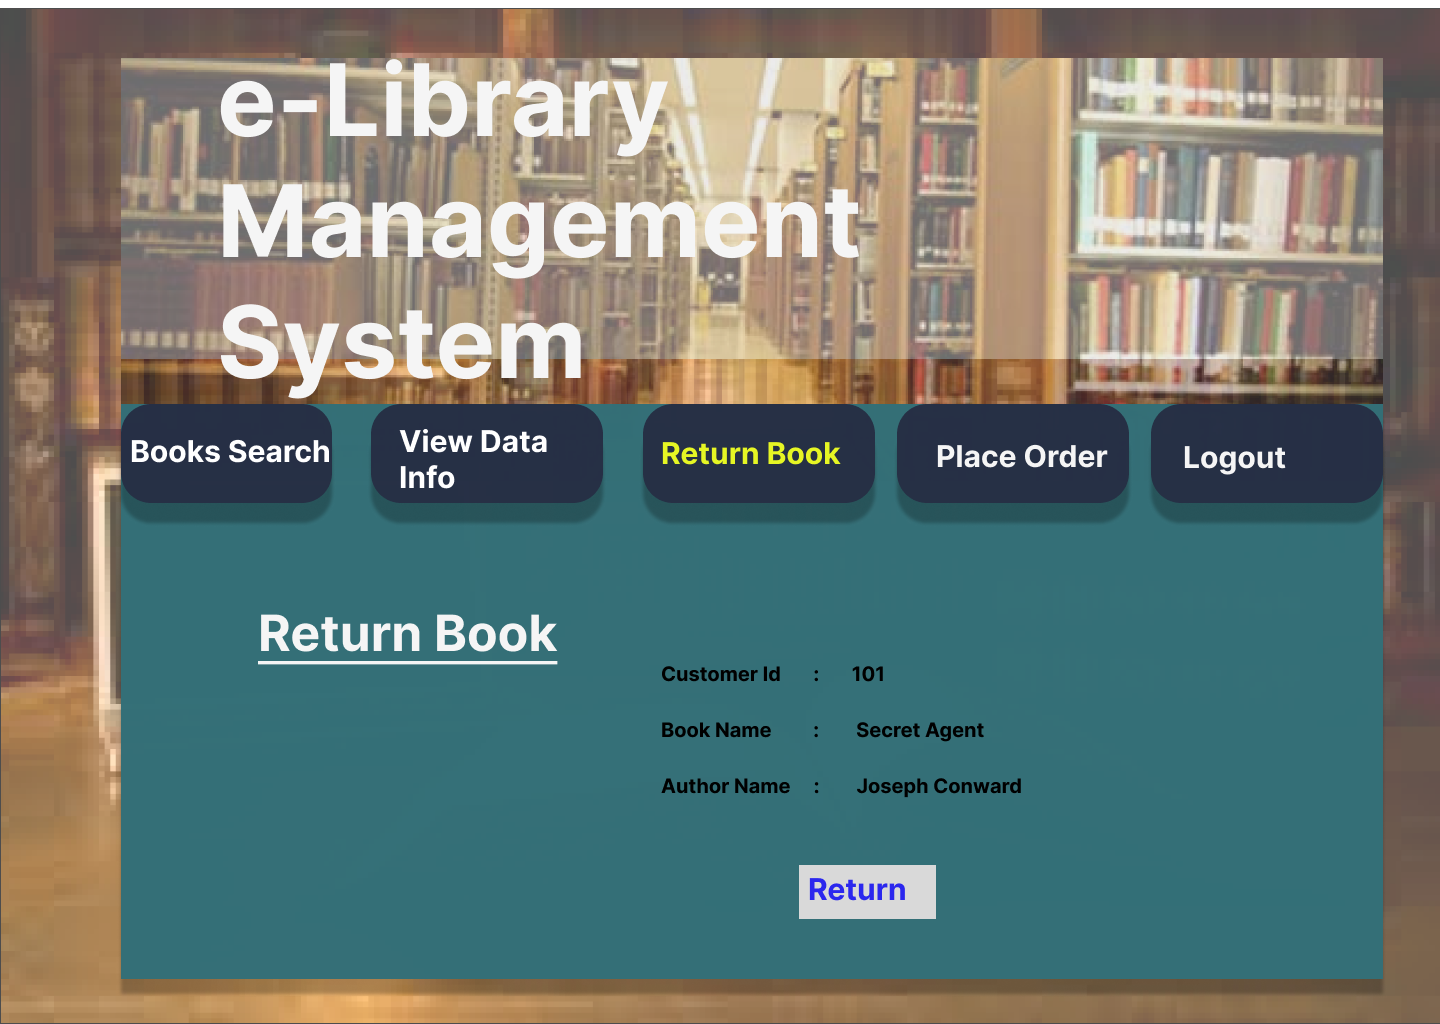 e-Library
Management
System
Books Search
View Data
Info
Return Book
Place Order
Logout
Return Book
Customer Id : 101
Book Name : Secret Agent
Author Name : Joseph Conward
Return